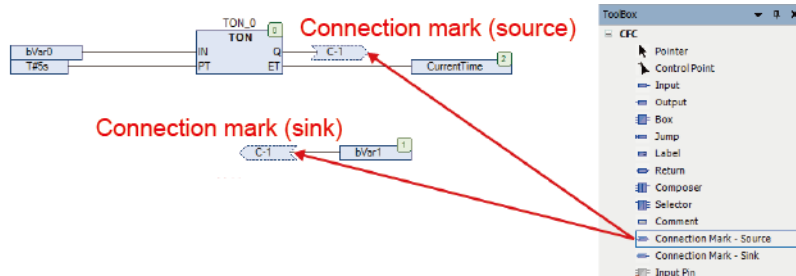 TON_0
TON
0
bVar0
T#5s
IN
PT
Q
ET
C-1
Connection mark (source)
CurrentTime
2
Connection mark (sink)
C-1
bVar1
1
ToolBox
CFC
Pointer
Control Point
Input
Output
Box
Jump
Label
Return
Composer
Selector
Comment
Connection Mark - Source
Connection Mark - Sink
Input Pin